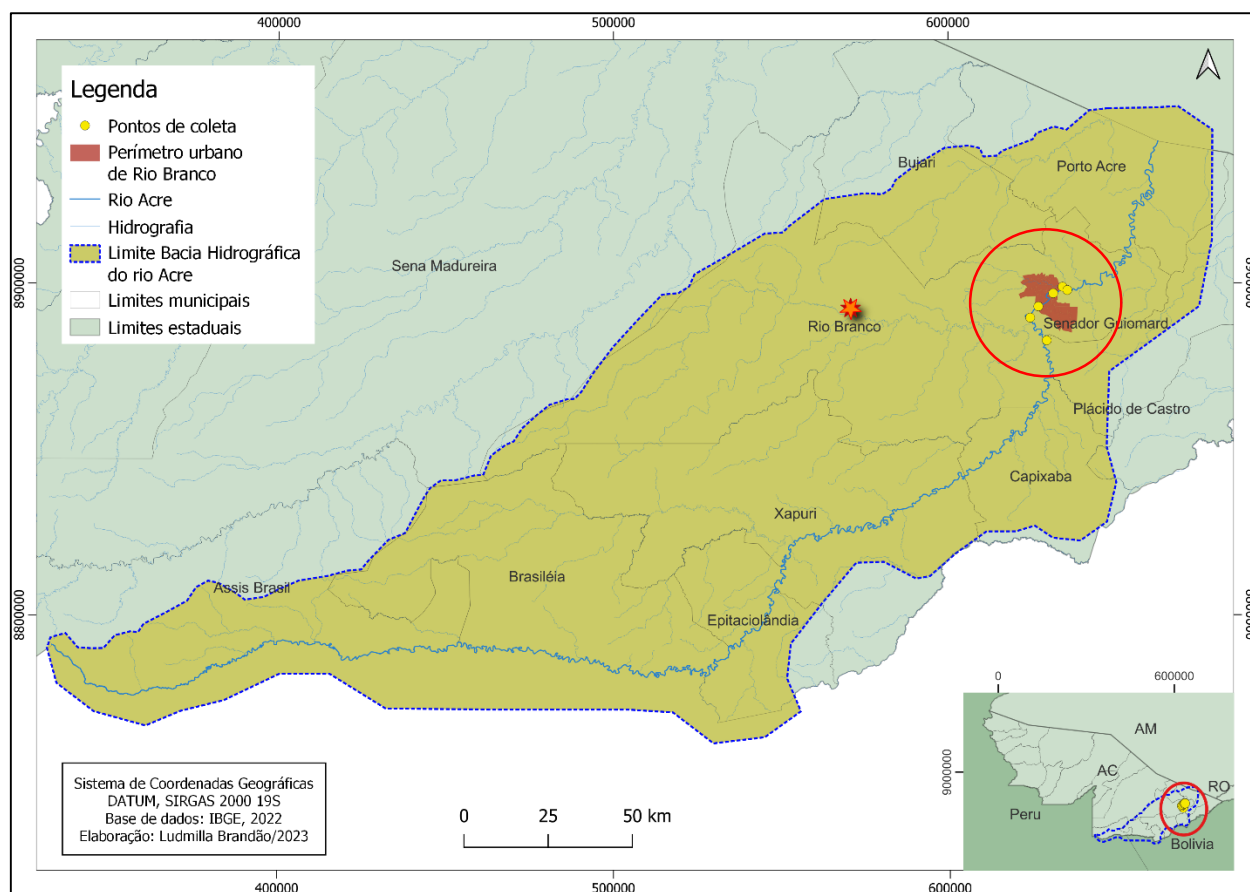 400000
500000
600000
Legenda
Pontos de coleta
Perímetro urbano
de Rio Branco
Rio Acre
Hidrografia
Limite Bacia Hidrográfica
do rio Acre
Limites municipais
Limites estaduais
Bujari
Porto Acre
Sena Madureira
8900000
8900000
Rio Branco
Senador Guiomard
Plácido de Castro
Capixaba
Xapuri
Assis Brasil
Brasiléia
Epitaciolândia
8800000
8800000
Sistema de Coordenadas Geográficas
DATUM, SIRGAS 2000 19S
Base de dados: IBGE, 2022
Elaboração: Ludmilla Brandão/2023
0
25
50 km
0
600000
9000000
AM
AC
RO
Peru
Bolívia
400000
500000
600000